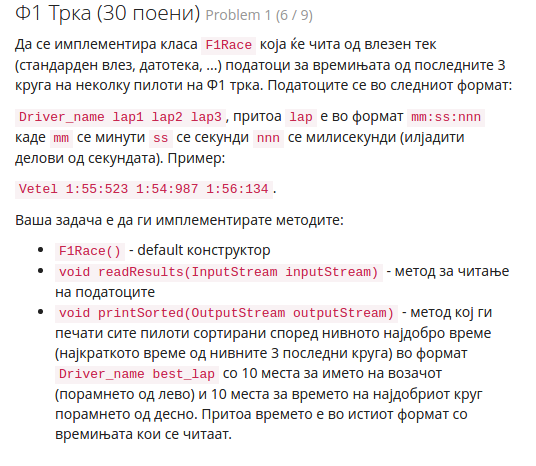 Ф1 Трка (30 поени) Problem 1 (6 / 9)
Да се имплементира класа F1Race која ќе чита од влезен тек
(стандарден влез, датотека, ...) податоци за времињата од последните 3
круга на неколку пилоти на Ф1 трка. Податоците се во следниот формат:
Driver_name lap1 lap2 lap3, притоа lap е во формат mm:ss:nnn
каде mm се минути ss се секунди nnn се милисекунди (илјадити
делови од секундата). Пример:
Vetel 1:55:523 1:54:987 1:56:134.
Ваша задача е да ги имплементирате методите:
• F1Race() - default конструктор
• void readResults(InputStream inputStream) - метод за читање
на податоците
• void printSorted(OutputStream outputStream) - метод кој ги
печати сите пилоти сортирани според нивното најдобро време
(најкраткото време од нивните 3 последни круга) во формат
Driver_name best_lap со 10 места за името на возачот
(порамнето од лево) и 10 места за времето на најдобриот круг
порамнето од десно. Притоа времето е во истиот формат со
времињата кои се читаат.